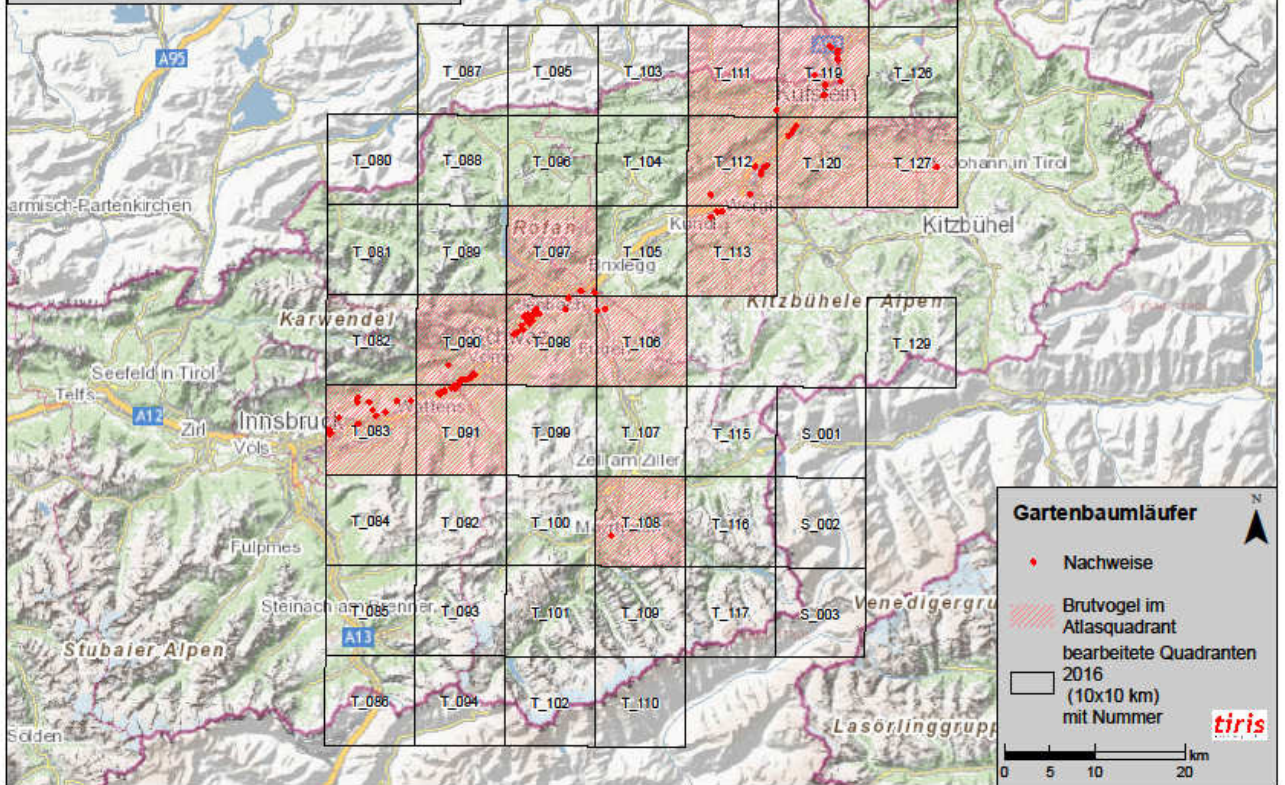 A95
T_087
T_095
T_103
T_111
T_119
T_126
Kufstein
T_080
T_088
T_096
T_104
T_112
T_120
T_127
Johann in Tirol
armisch-Partenkirchen
Wörgl
Rofan
Kundl
Kitzbühel
T_081
T_089
T_097
T_105
T_113
Brixlegg
Kitzbüheler Alpen
Karwendel
T_082
T_090
T_098
T_106
T_129
Seefeld in Tirol
Telfs
A12
Zirl
Innsbruck
Wattens
Völs
T_083
T_091
T_099
T_107
T_115
S_001
Zell am Ziller
T_084
T_092
T_100
T_108
T_116
S_002
Fulpmes
Steinach am Brenner
T_085
T_093
T_101
T_109
T_117
S_003
Venedigergru
A13
Stubaier Alpen
T_086
T_094
T_102
T_110
Sölden
Lasörlinggrupp
Gartenbaumläufer
N
Nachweise
Brutvogel im
Atlasquadrant
bearbeitete Quadranten
2016
(10x10 km)
mit Nummer
tiris
km
0 5 10 20